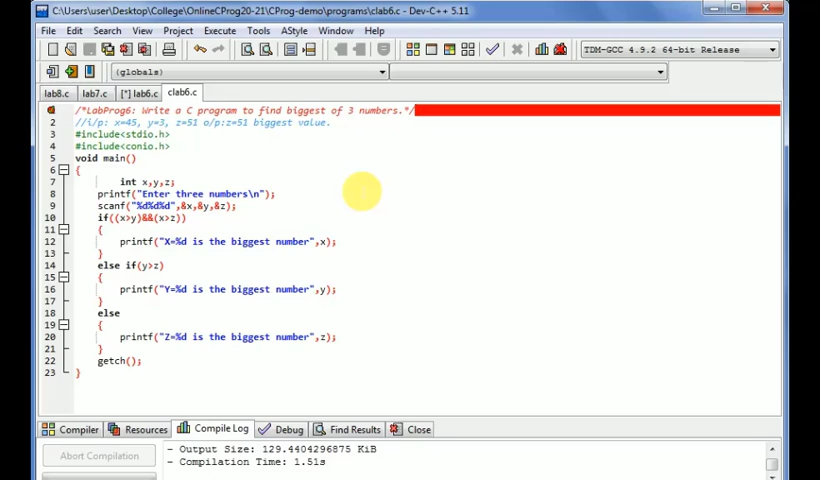 C:\Users\user\Desktop\College\OnlineCProg20-21\CProg-demo\programs\clab6.c - Dev-C++ 5.11
File Edit Search View Project Execute Tools AStyle Window Help
TDM-GCC 4.9.2 64-bit Release
(globals)
lab8.c lab7.c [*] lab6.c clab6.c
/*LabProg6: Write a C program to find biggest of 3 numbers.*/
2 //i/p: x=45, y=3, z=51 o/p:z=51 biggest value.
3 #include<stdio.h>
4 #include<conio.h>
5 void main()
6 {
7 int x,y,z;
8 printf("Enter three numbers\n");
9 scanf("%d%d%d",&x,&y,&z);
10 if((x>y)&&(x>z))
11 {
12 printf("X=%d is the biggest number",x);
13 }
14 else if(y>z)
15 {
16 printf("Y=%d is the biggest number",y);
17 }
18 else
19 {
20 printf("Z=%d is the biggest number",z);
21 }
22 getch();
23 }
Compiler Resources Compile Log Debug Find Results Close
Abort Compilation
- Output Size: 129.4404296875 KiB
- Compilation Time: 1.51s